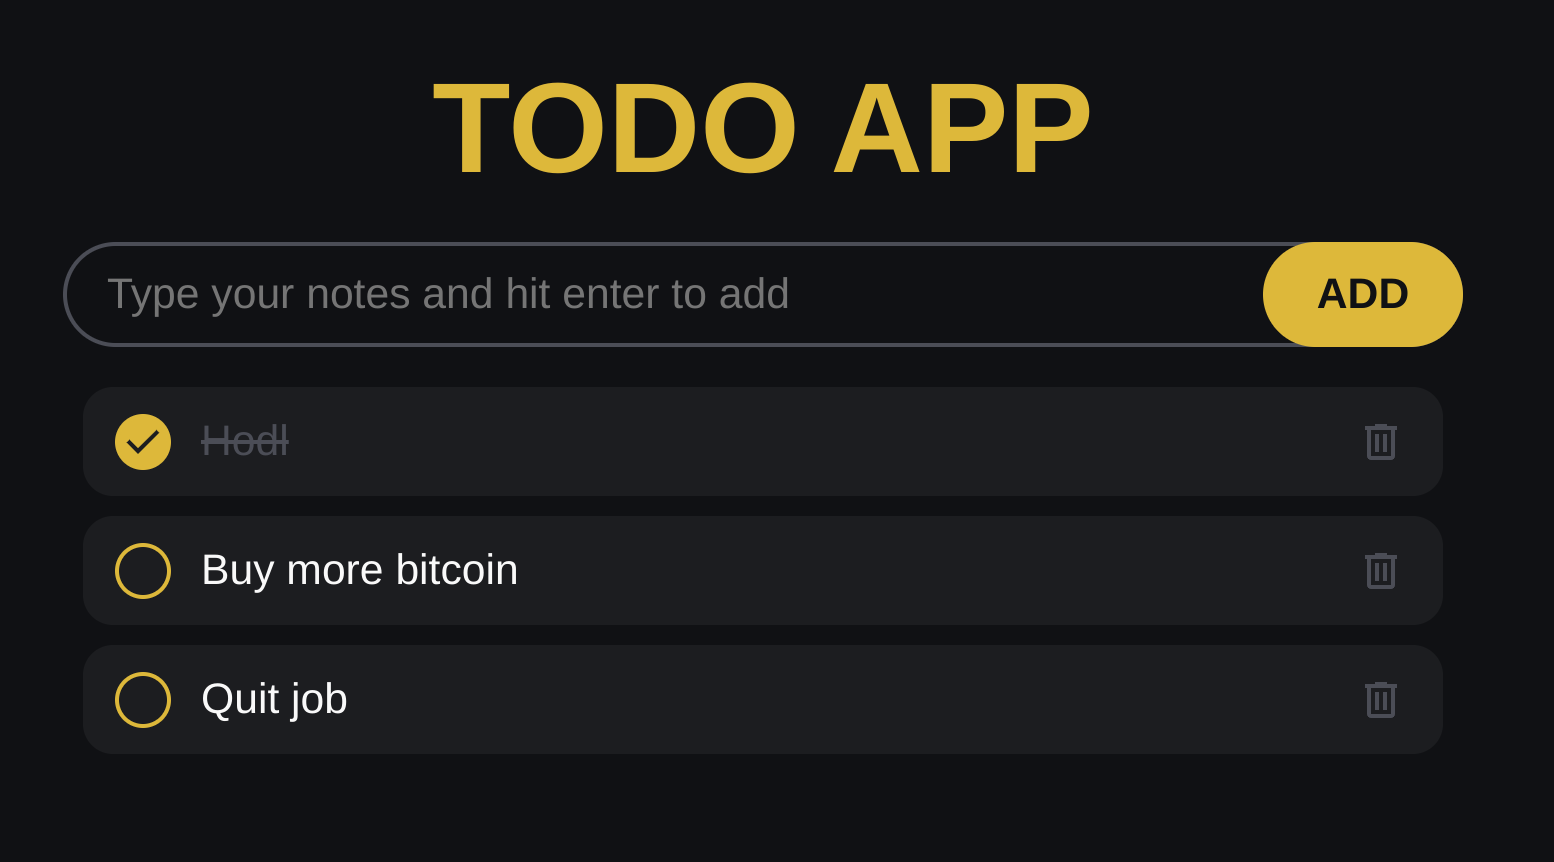 TODO APP
Type your notes and hit enter to add
ADD
Hodl
Buy more bitcoin
Quit job